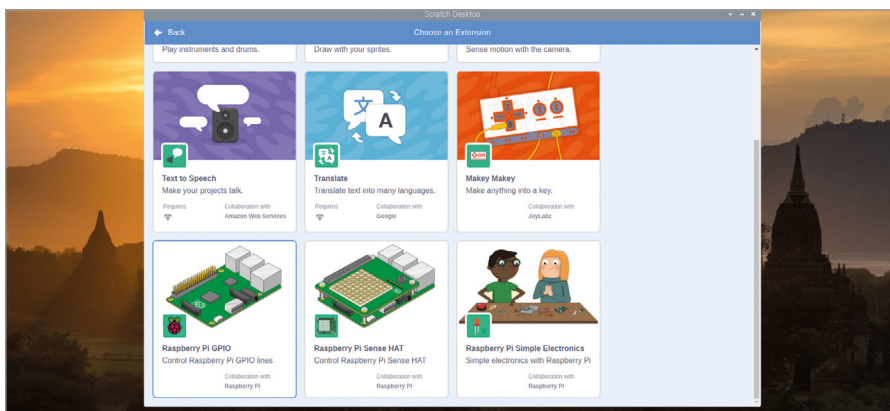 Scratch Desktop
Back
Choose an Extension
Play instruments and drums.
Draw with your sprites.
Sense motion with the camera.
文
A
Text to Speech
Make your projects talk.
Requires
Collaboration with
Amazon Web Services
Translate
Translate text into many languages.
Requires
Collaboration with
Google
Makey Makey
Make anything into a key.
Collaboration with
JoyLabz
Raspberry Pi GPIO
Control Raspberry Pi GPIO lines
Collaboration with
Raspberry Pi
Raspberry Pi Sense HAT
Control Raspberry Pi Sense HAT
Collaboration with
Raspberry Pi
Raspberry Pi Simple Electronics
Simple electronics with Raspberry Pi
Collaboration with
Raspberry Pi